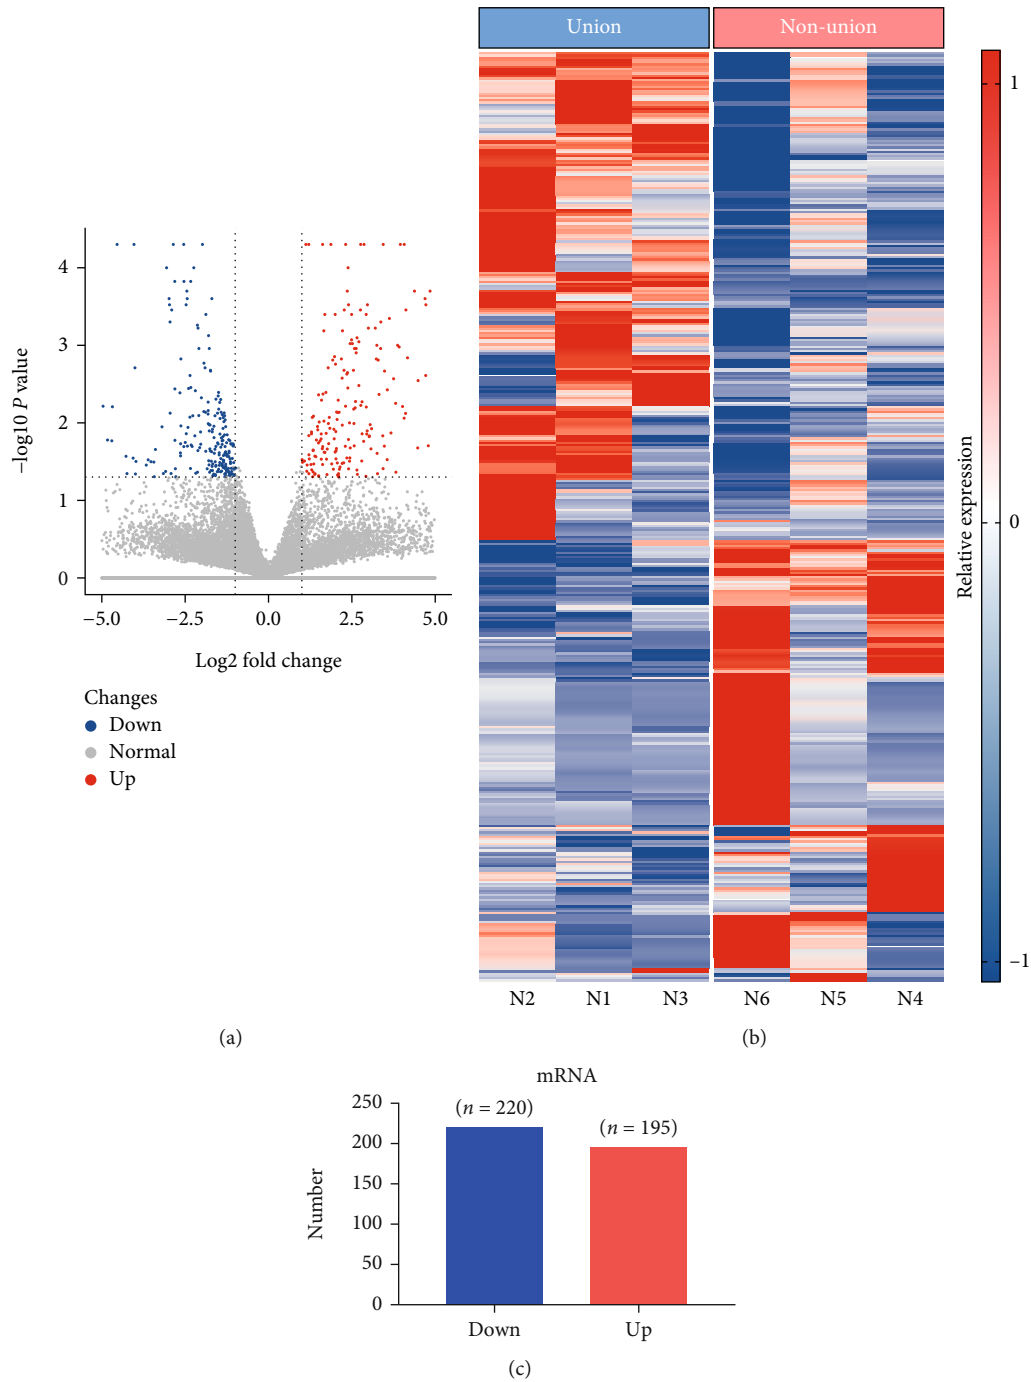 4
3
2
1
0
−log10 P value
−5.0 −2.5 0.0 2.5 5.0
Log2 fold change
Changes
Down
Normal
Up
(a)
Union Non-union
1
0
−1
Relative expression
N2 N1 N3 N6 N5 N4
(b)
mRNA
250
200
150
100
50
0
Number
(n = 220)
(n = 195)
Down Up
(c)